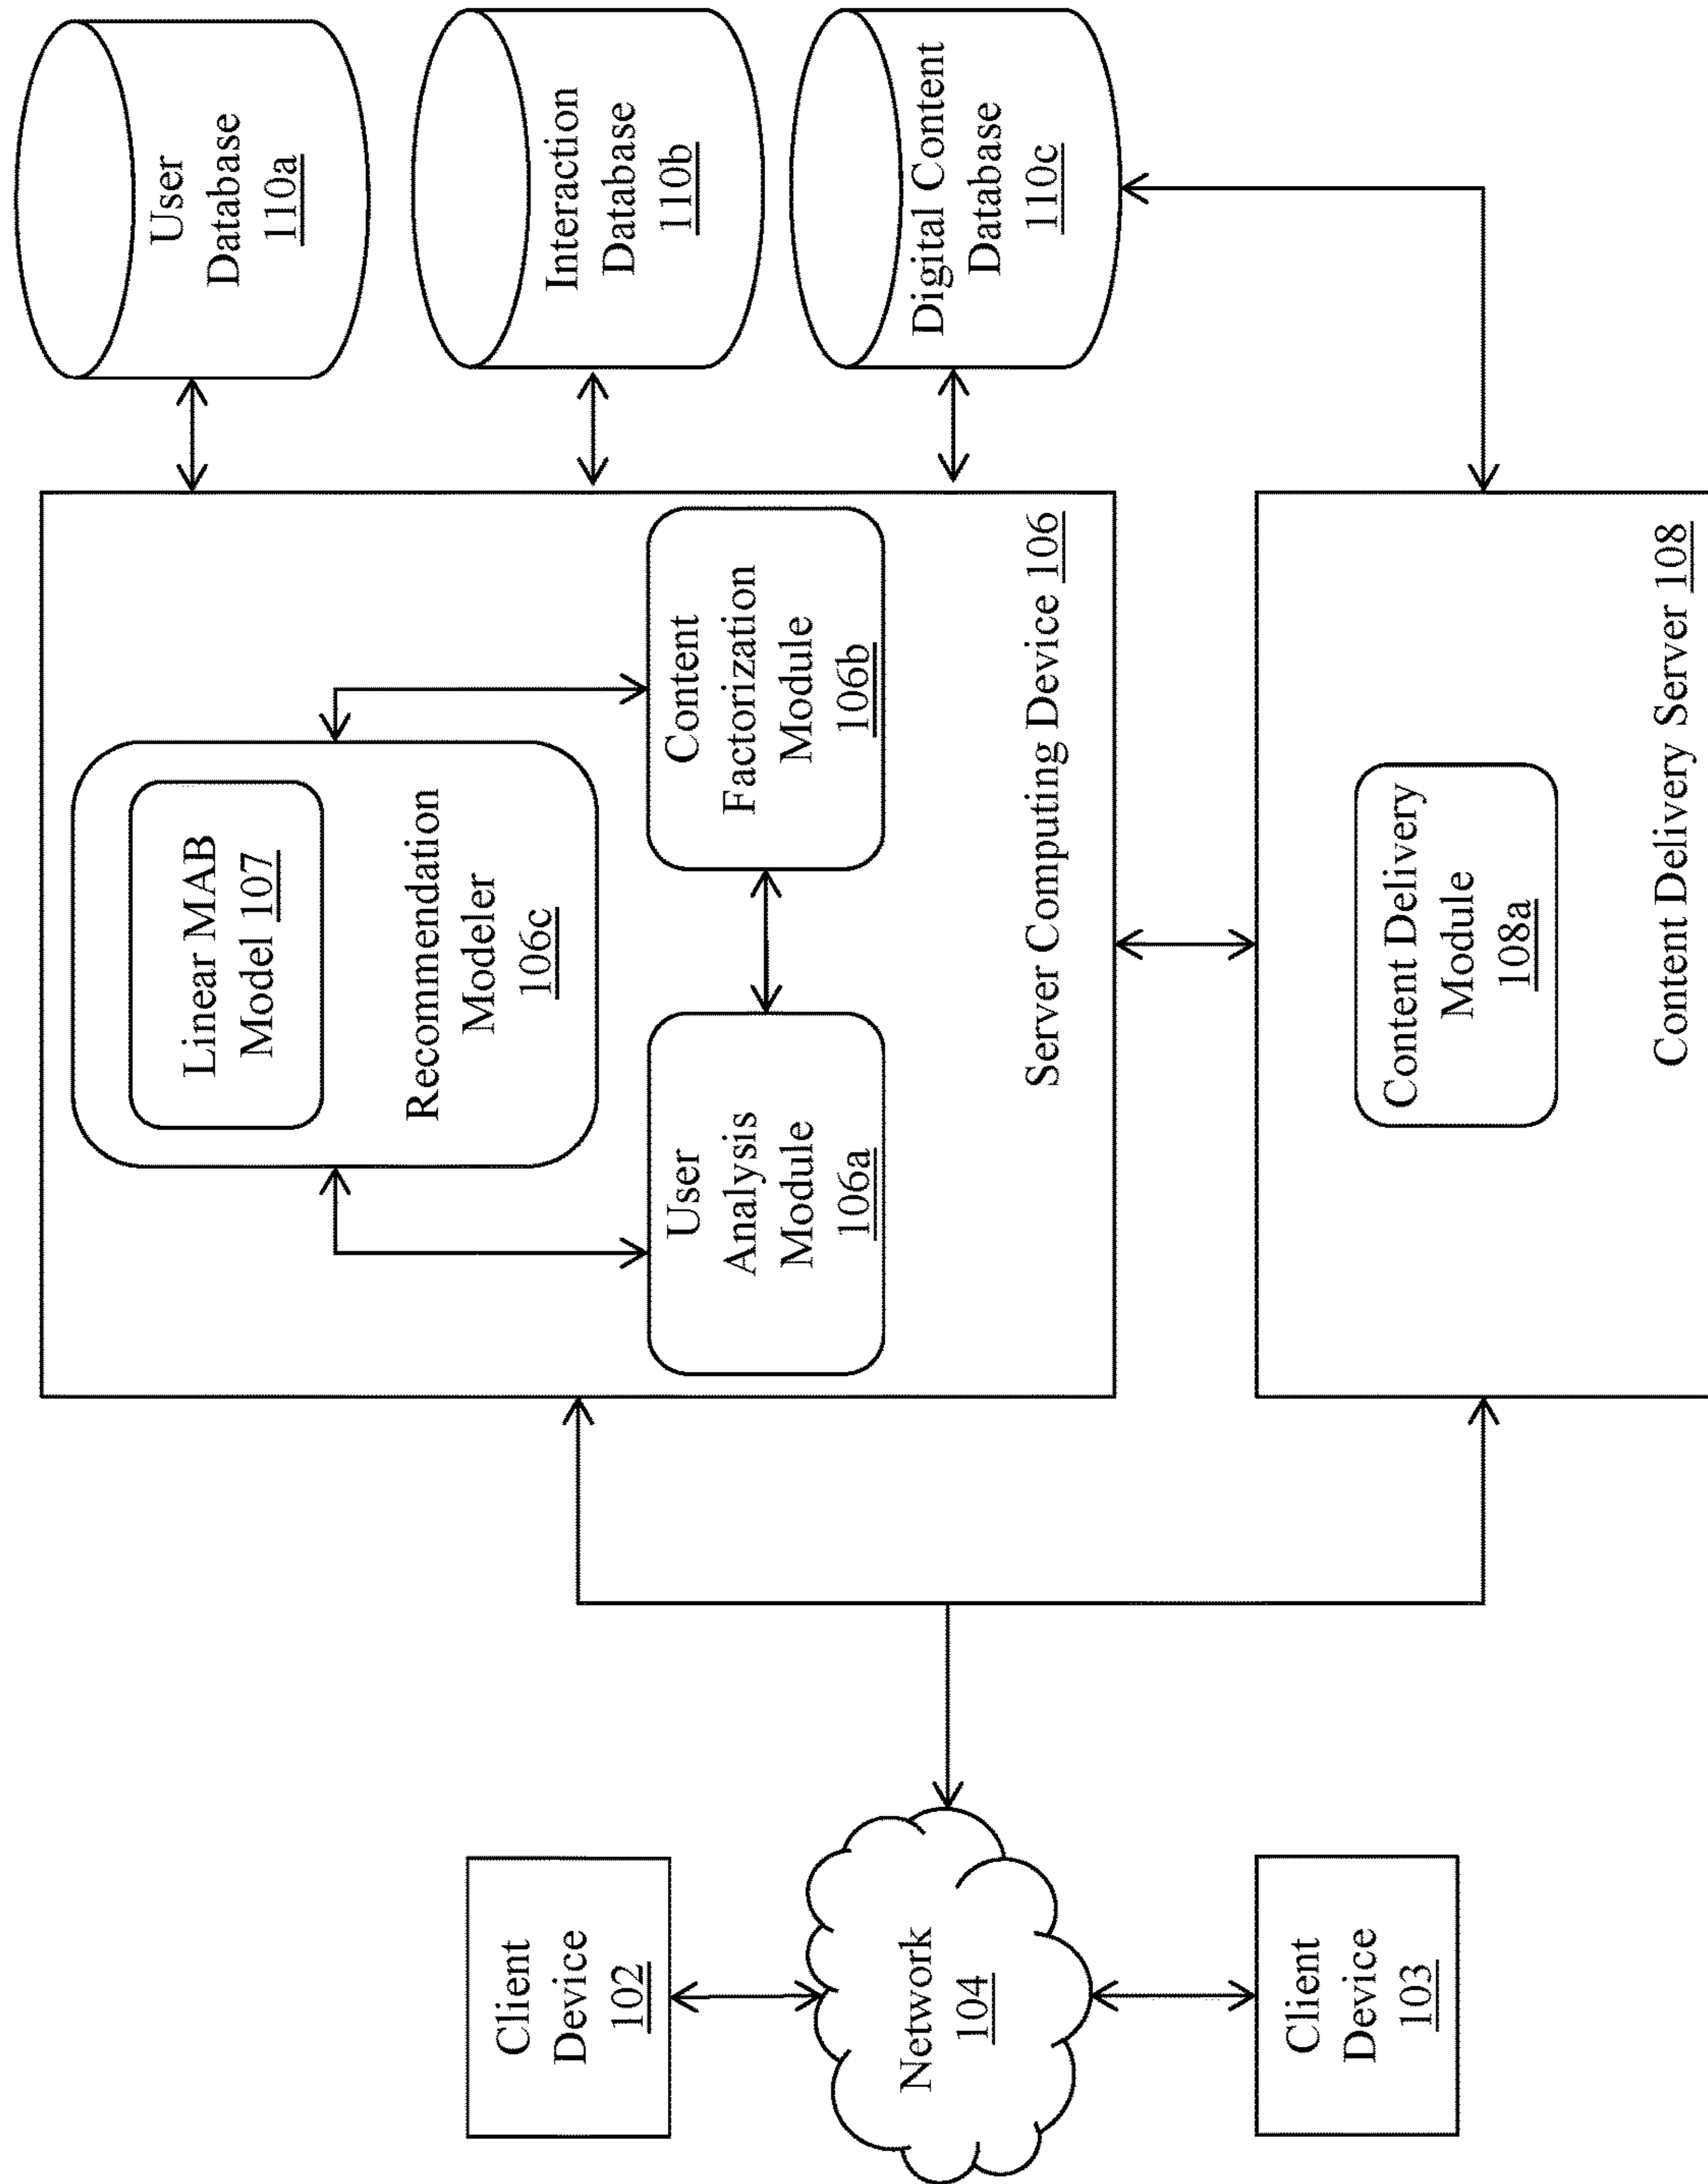 Client
Device
102
Network
104
Client
Device
103
Linear MAB
Model 107
Recommendation
Modeler
106c
User
Analysis
Module
106a
Content
Factorization
Module
106b
Server Computing Device 106
Content Delivery
Module
108a
Content Delivery Server 108
User
Database
110a
Interaction
Database
110b
Digital Content
Database
110c